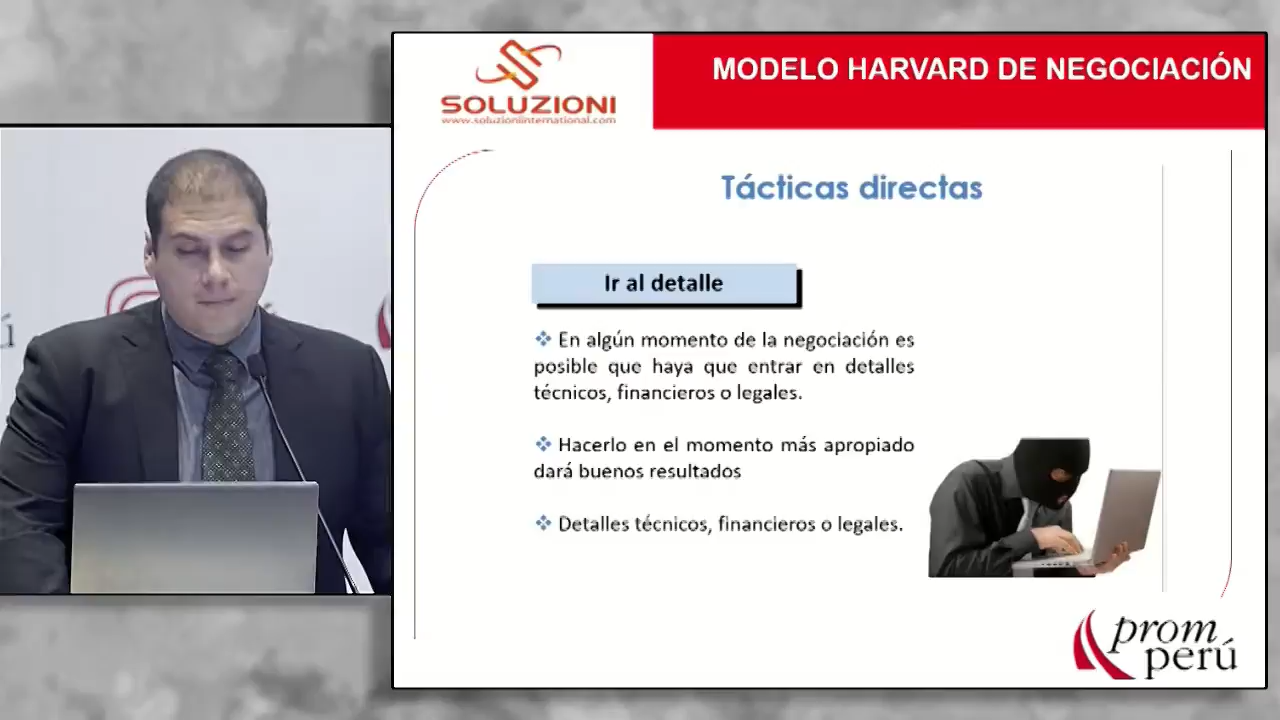 SOLUZIONI
www.soluzioniinternational.com
MODELO HARVARD DE NEGOCIACIÓN
Tácticas directas
Ir al detalle
❖ En algún momento de la negociación es
posible que haya que entrar en detalles
técnicos, financieros o legales.
❖ Hacerlo en el momento más apropiado
dará buenos resultados
❖ Detalles técnicos, financieros o legales.
prom
perú